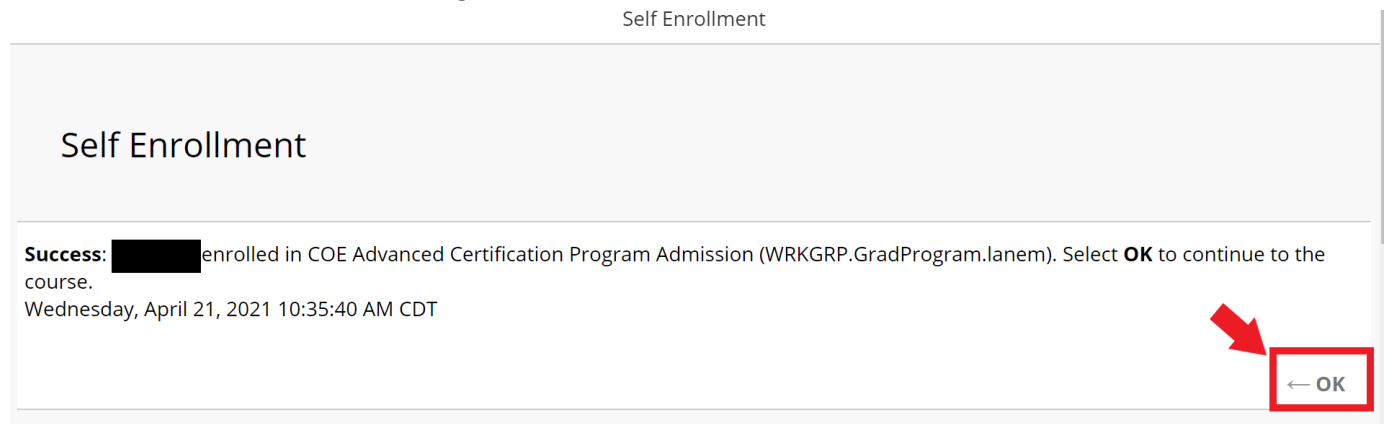 Self Enrollment
Self Enrollment
Success: enrolled in COE Advanced Certification Program Admission (WRKGRP.GradProgram.lanem). Select OK to continue to the
course.
Wednesday, April 21, 2021 10:35:40 AM CDT
← OK